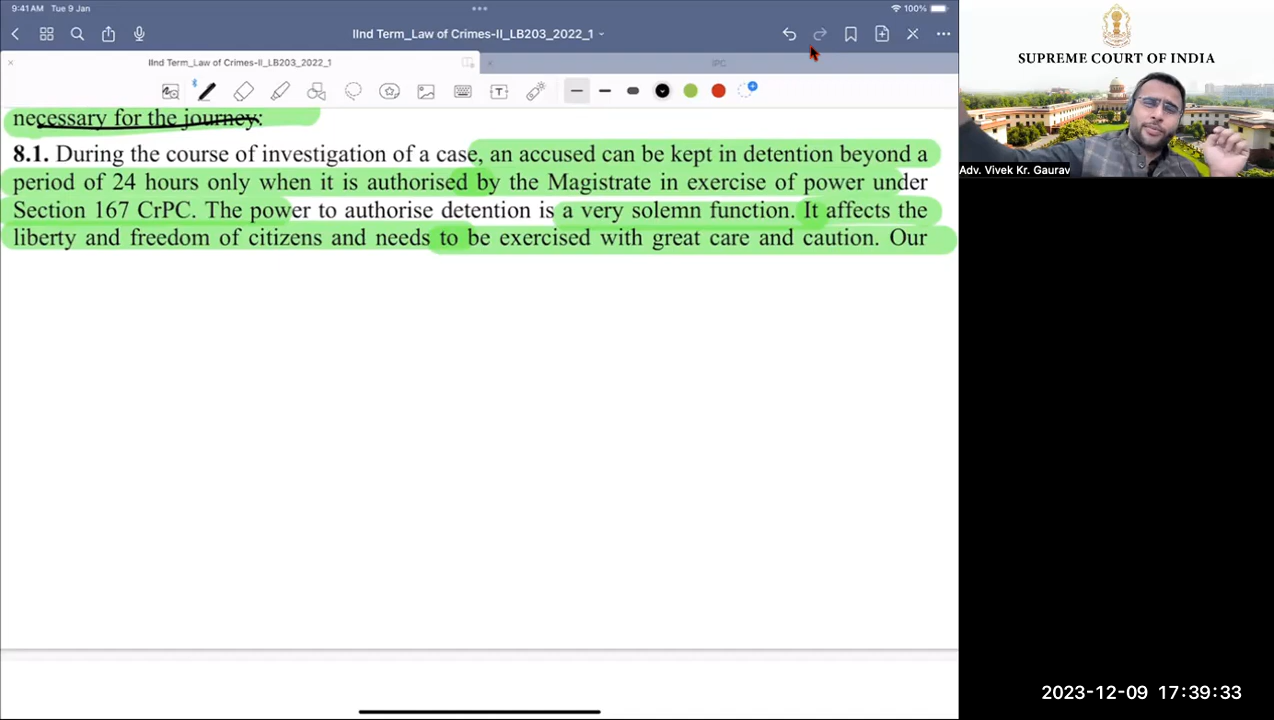 9:41 AM Tue 9 Jan
100%
IInd Term_Law of Crimes-II_LB203_2022_1
IInd Term_Law of Crimes-II_LB203_2022_1
IPC
necessary for the journey:
8.1. During the course of investigation of a case, an accused can be kept in detention beyond a
period of 24 hours only when it is authorised by the Magistrate in exercise of power under
Section 167 CrPC. The power to authorise detention is a very solemn function. It affects the
liberty and freedom of citizens and needs to be exercised with great care and caution. Our
SUPREME COURT OF INDIA
Adv. Vivek Kr. Gaurav
2023-12-09 17:39:33